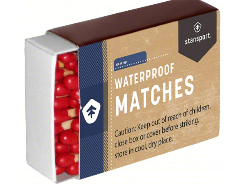 stansport.
WATERPROOF
MATCHES
Caution: Keep out of reach of children,
close box or cover before striking.
store in cool, dry place.